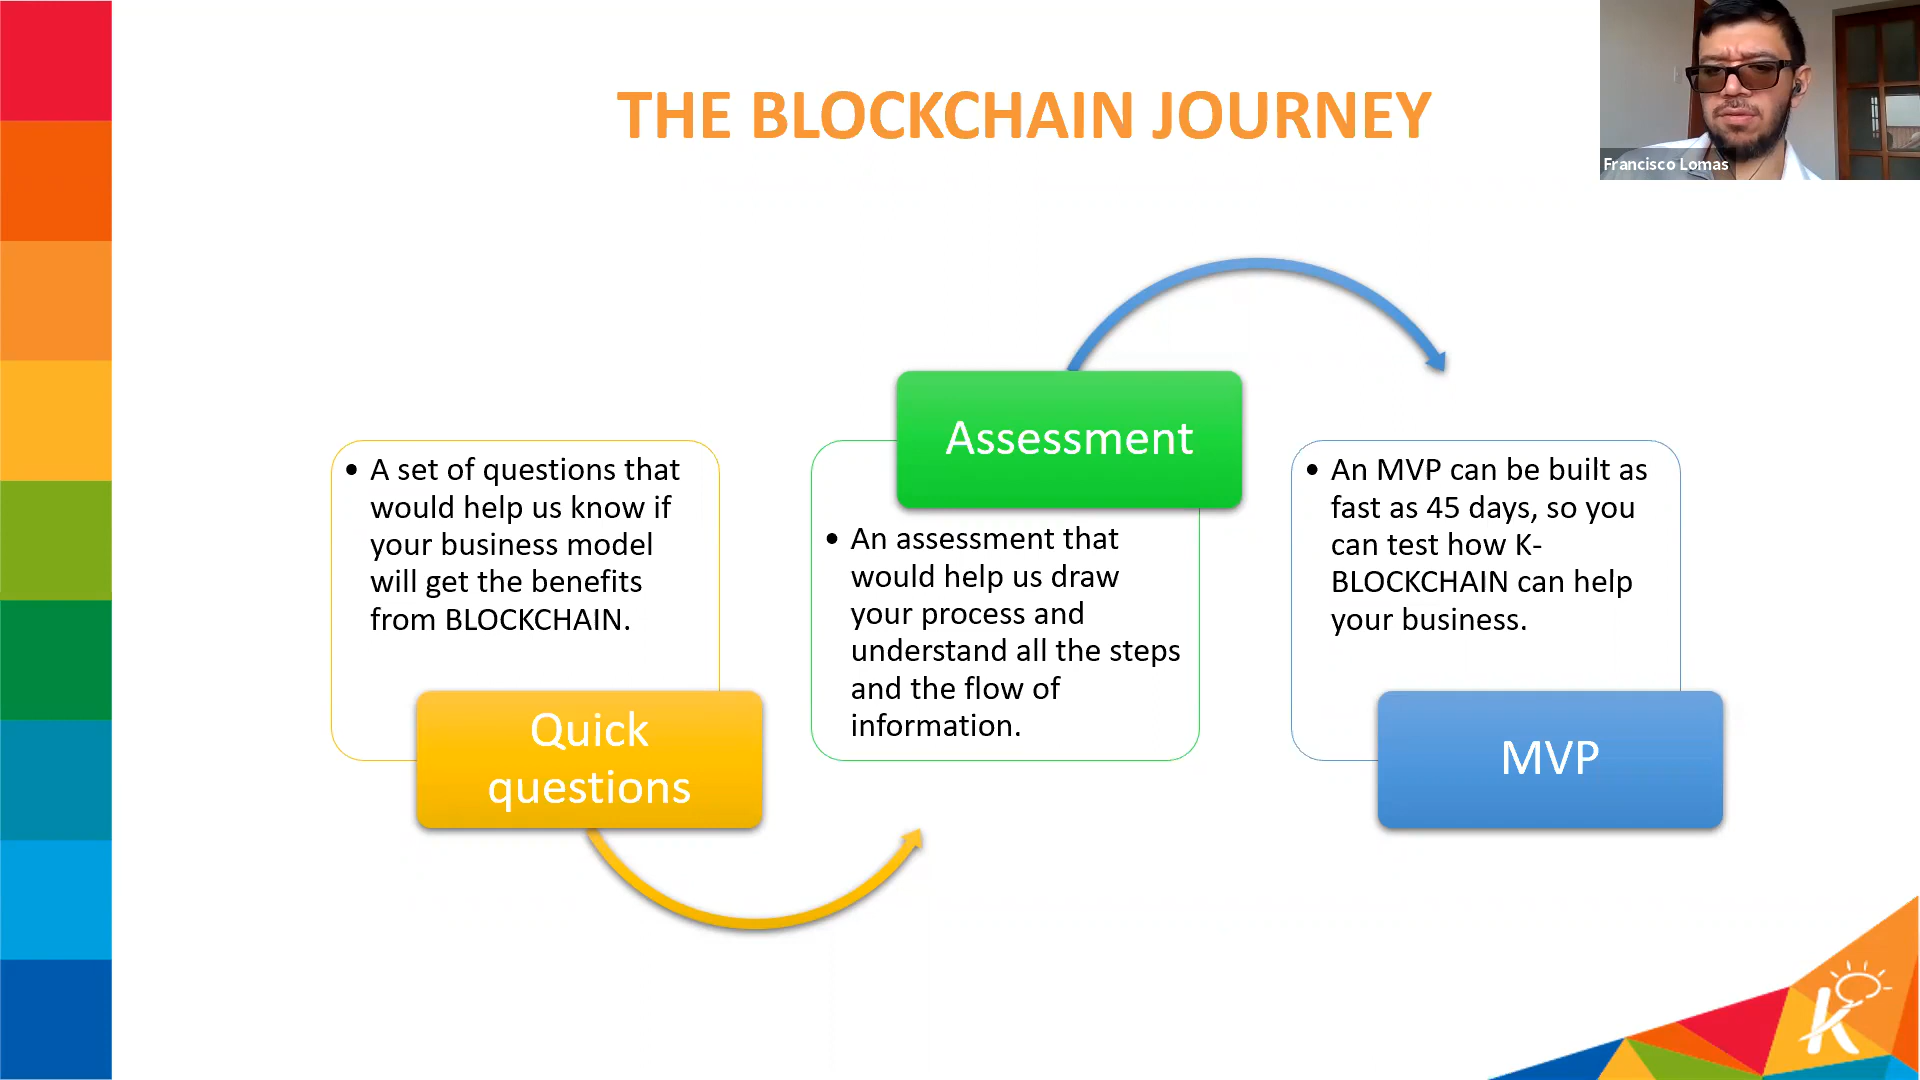 THE BLOCKCHAIN JOURNEY
Francisco Lomas
• A set of questions that
would help us know if
your business model
will get the benefits
from BLOCKCHAIN.
Quick
questions
Assessment
• An assessment that
would help us draw
your process and
understand all the steps
and the flow of
information.
• An MVP can be built as
fast as 45 days, so you
can test how K-
BLOCKCHAIN can help
your business.
MVP
K